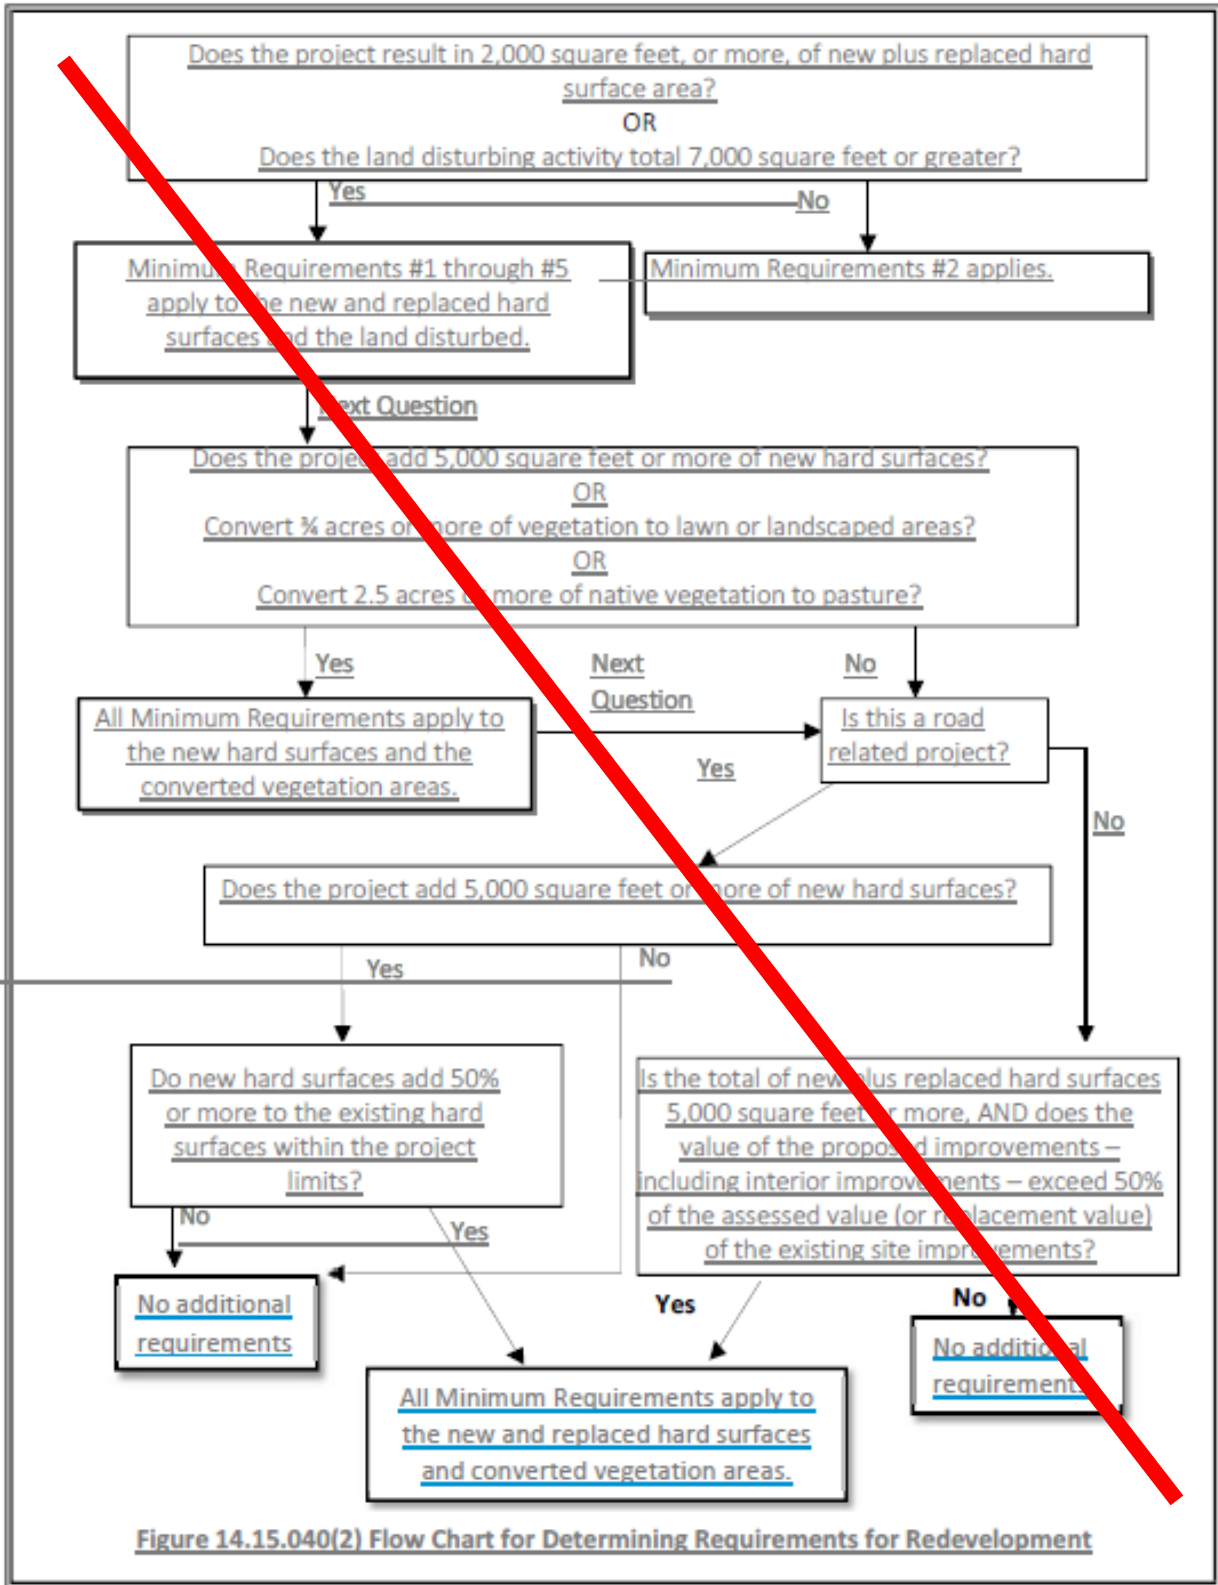 Does the project result in 2,000 square feet, or more, of new plus replaced hard
surface area?
OR
Does the land disturbing activity total 7,000 square feet or greater?
Yes
No
Minimum Requirements #1 through #5
apply to the new and replaced hard
surfaces and the land disturbed.
Minimum Requirements #2 applies.
Next Question
Does the project add 5,000 square feet or more of new hard surfaces?
OR
Convert ¾ acres or more of vegetation to lawn or landscaped areas?
OR
Convert 2.5 acres or more of native vegetation to pasture?
Yes
Next
Question
No
All Minimum Requirements apply to
the new hard surfaces and the
converted vegetation areas.
Is this a road
related project?
Yes
No
Does the project add 5,000 square feet or more of new hard surfaces?
Yes
No
Do new hard surfaces add 50%
or more to the existing hard
surfaces within the project
limits?
Is the total of new plus replaced hard surfaces
5,000 square feet or more, AND does the
value of the proposed improvements –
including interior improvements – exceed 50%
of the assessed value (or replacement value)
of the existing site improvements?
No
Yes
No additional
requirements
Yes
No
No additional
requirements
All Minimum Requirements apply to
the new and replaced hard surfaces
and converted vegetation areas.
Figure 14.15.040(2) Flow Chart for Determining Requirements for Redevelopment